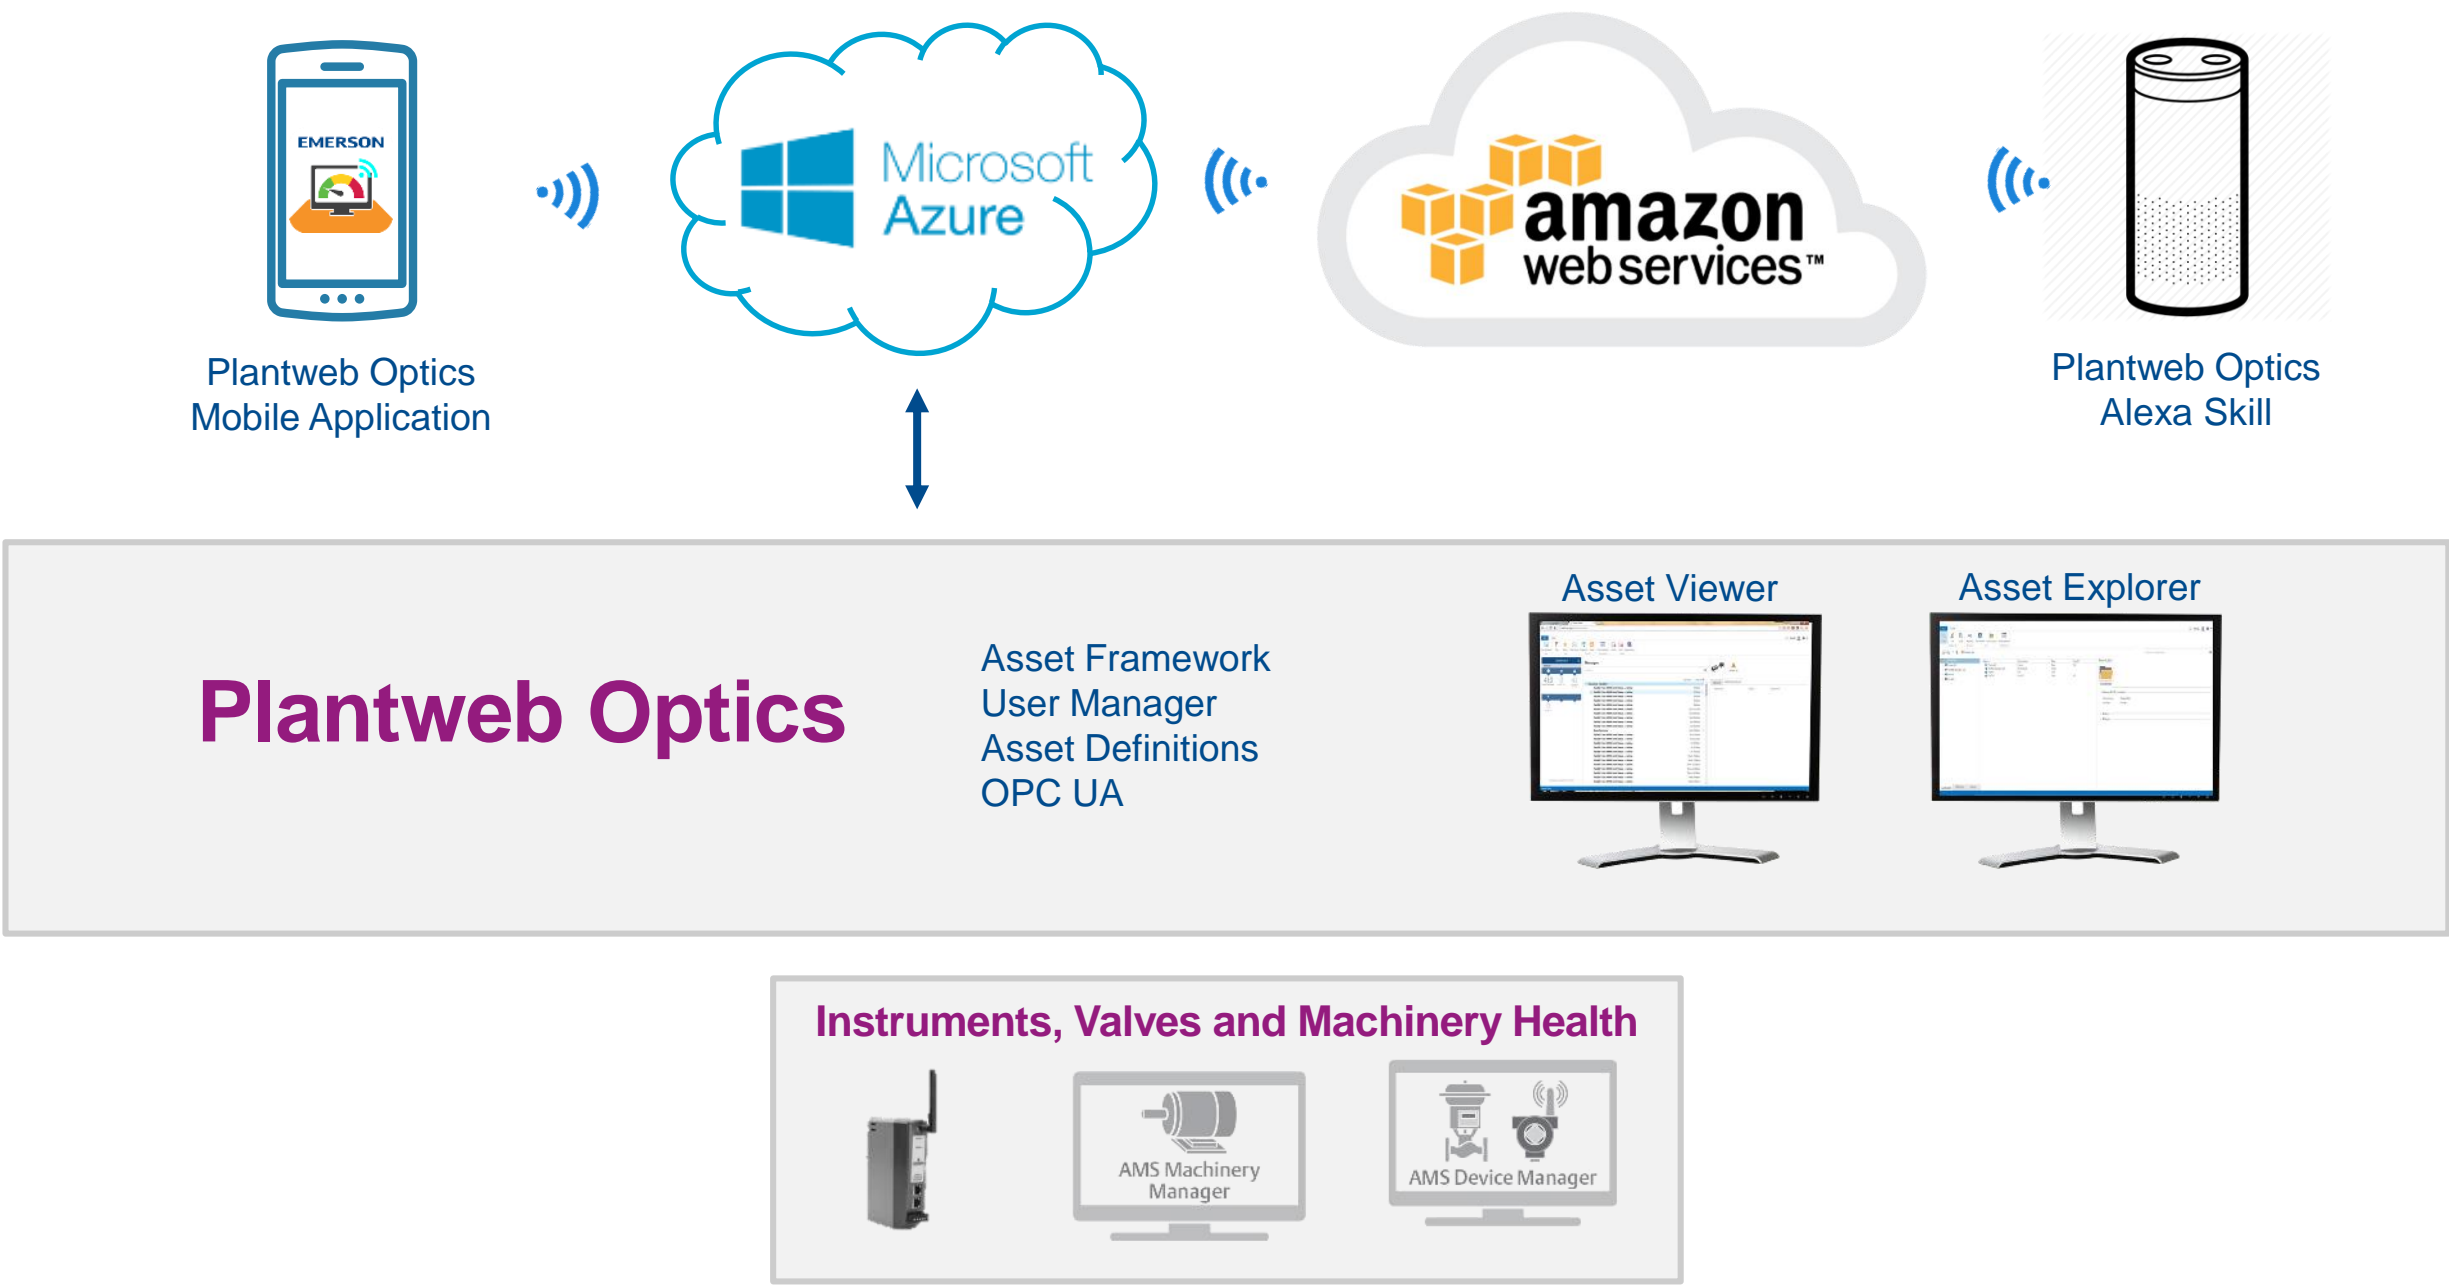 EMERSON
Microsoft
Azure
amazon
web services™
Plantweb Optics
Mobile Application
Plantweb Optics
Alexa Skill
Plantweb Optics
Asset Framework
User Manager
Asset Definitions
OPC UA
Asset Viewer
Asset Explorer
Instruments, Valves and Machinery Health
AMS Machinery
Manager
AMS Device Manager